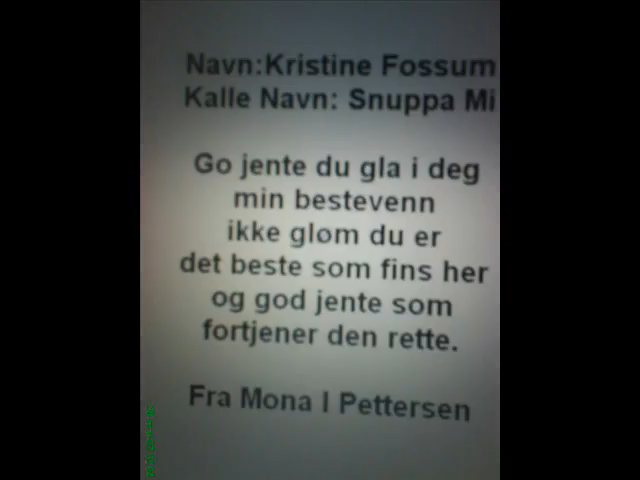 Navn:Kristine Fossum
Kalle Navn: Snuppa Mi
Go jente du gla i deg
min bestevenn
ikke gløm du er
det beste som fins her
og god jente som
fortjener den rette.
Fra Mona I Pettersen